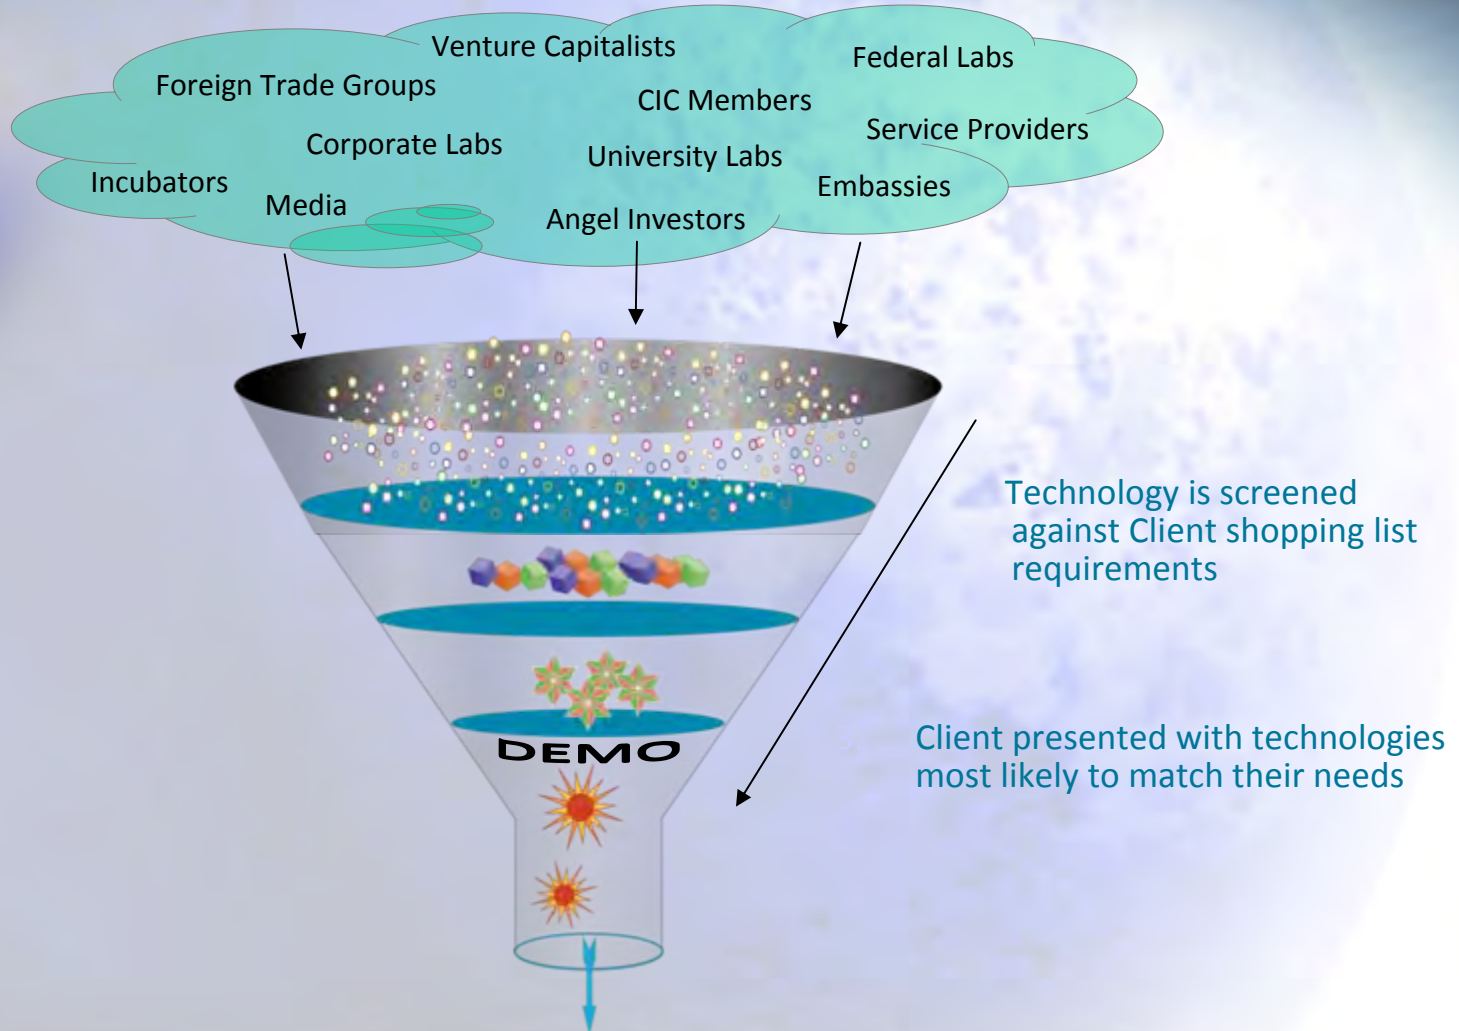 Venture Capitalists
Federal Labs
Foreign Trade Groups
CIC Members
Service Providers
Corporate Labs
University Labs
Incubators
Embassies
Media
Angel Investors
Technology is screened
against Client shopping list
requirements
DEMO
Client presented with technologies
most likely to match their needs